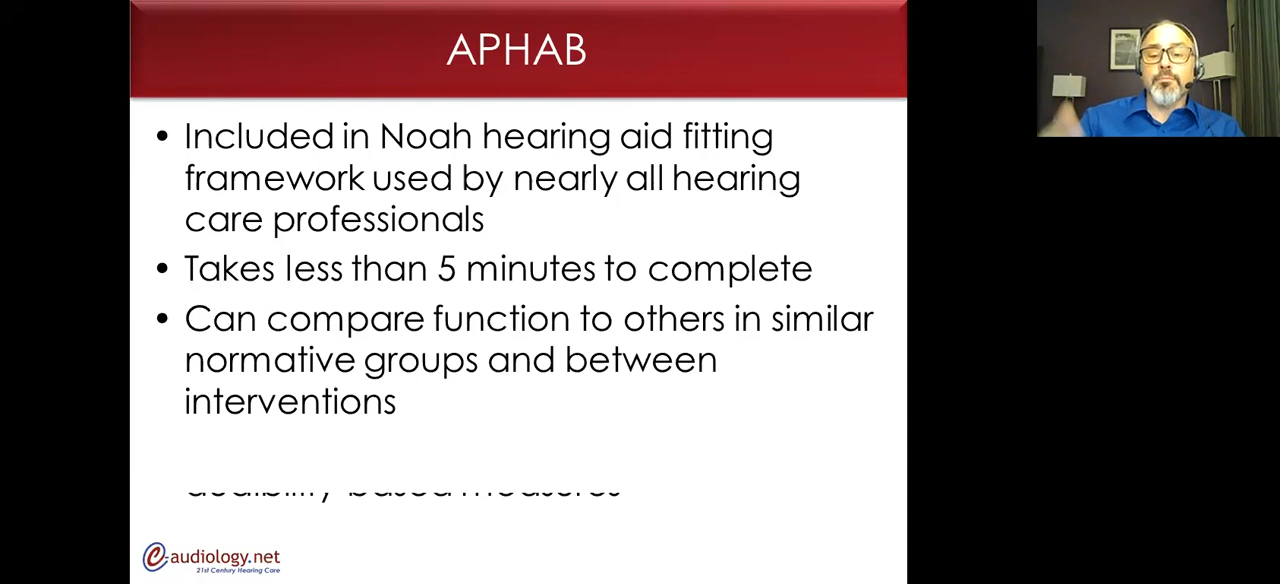 APHAB
• Included in Noah hearing aid fitting
framework used by nearly all hearing
care professionals
• Takes less than 5 minutes to complete
• Can compare function to others in similar
normative groups and between
interventions
e-audiology.net
21st Century Hearing Care